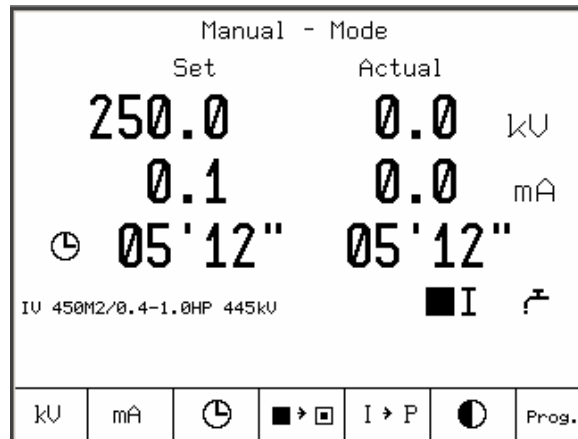 Manual - Mode
Set Actual
250.0 0.0 kV
0.1 0.0 mA
05'12" 05'12"
IV 450M2/0.4-1.0HP 445kV I
kV mA I → P Prog.